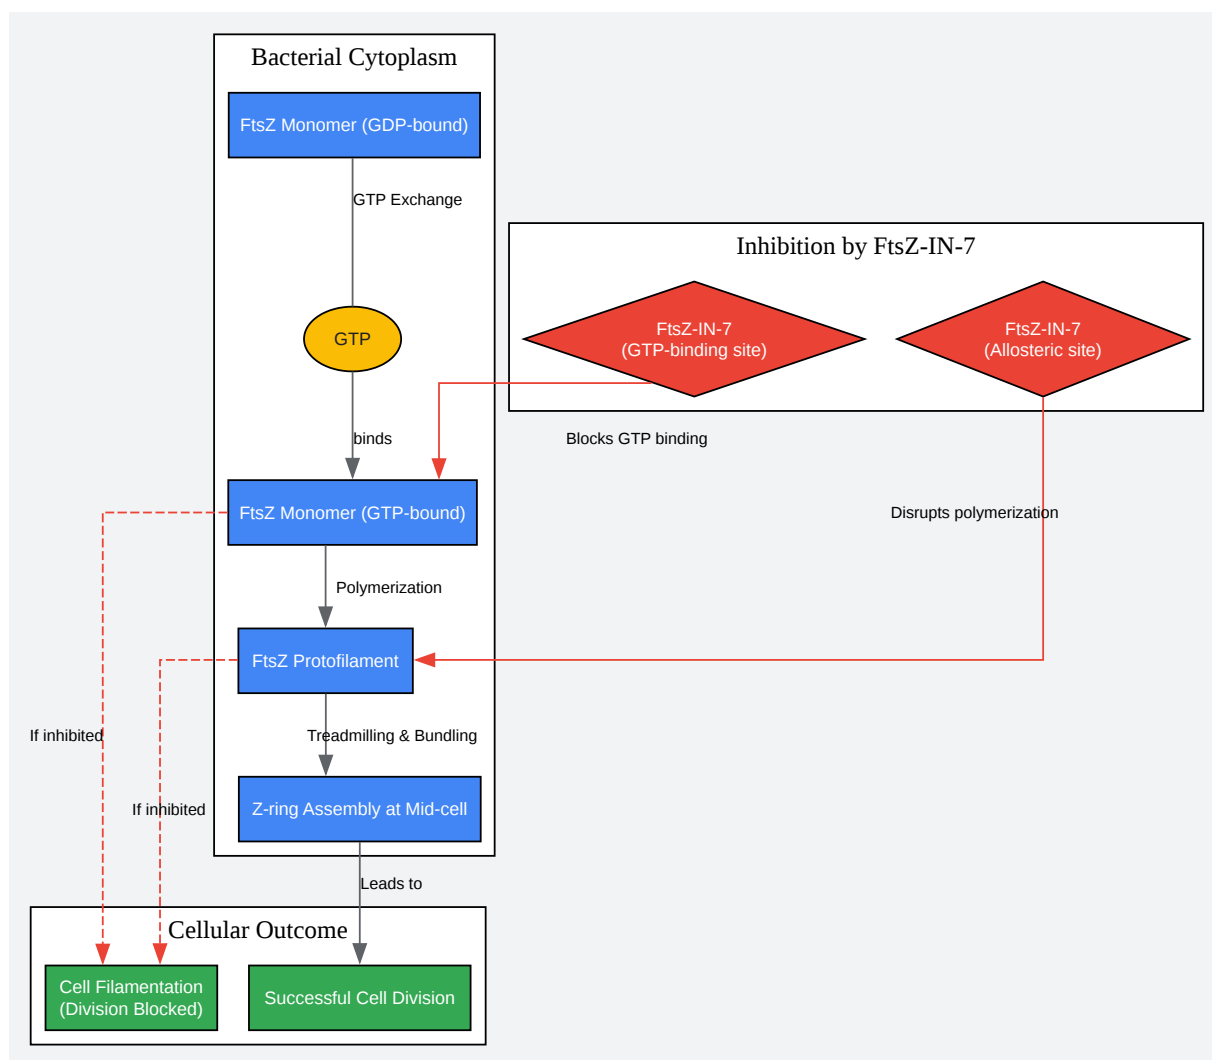 Bacterial Cytoplasm
FtsZ Monomer (GDP-bound)
GTP Exchange
Inhibition by FtsZ-IN-7
GTP
FtsZ-IN-7
(GTP-binding site)
FtsZ-IN-7
(Allosteric site)
binds
Blocks GTP binding
FtsZ Monomer (GTP-bound)
Disrupts polymerization
Polymerization
FtsZ Protofilament
If inhibited
Treadmilling & Bundling
If inhibited
Z-ring Assembly at Mid-cell
Leads to
Cellular Outcome
Cell Filamentation
(Division Blocked)
Successful Cell Division